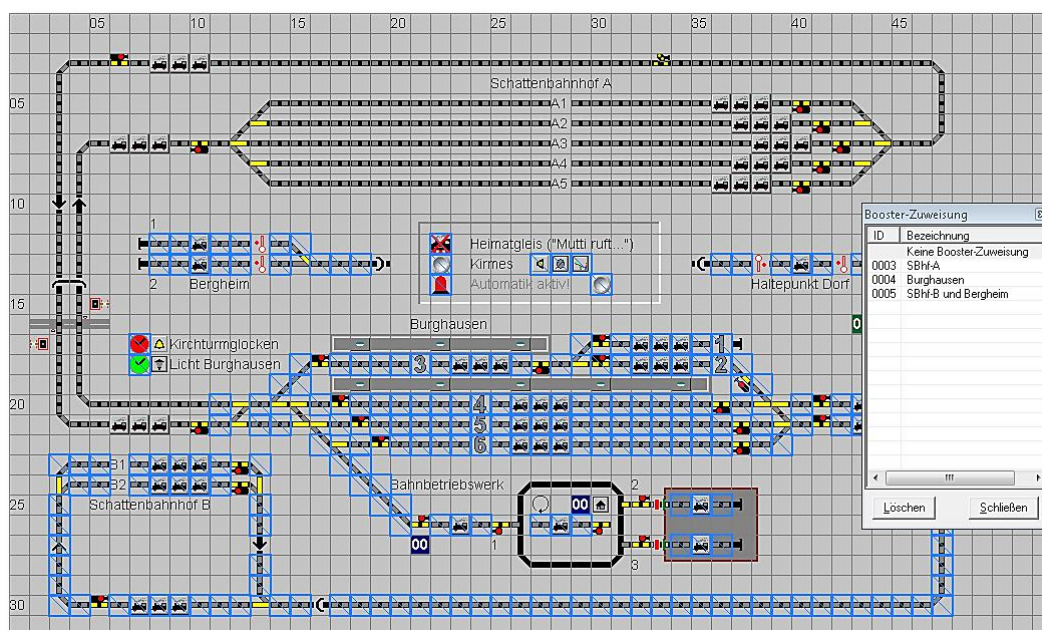 05 10 15 20 25 30 35 40 45
Schattenbahnhof A
05
A1
A2
A3
A4
A5
10
1
2
Bergheim
Heimatgleis ("Mutti ruft...")
Kirmes
Automatik aktiv!
Haltepunkt Dorf
Booster-Zuweisung
ID Bezeichnung
Keine Booster-Zuweisung
0003 SBhf-A
0004 Burghausen
0005 SBhf-B und Bergheim
Löschen Schließen
15
Burghausen
Kirchturmglocken
Licht Burghausen
1
3 2
20
4
5
6
B1
B2
Schattenbahnhof B
Bahnbetriebswerk
25
00
1
00
2
3
30